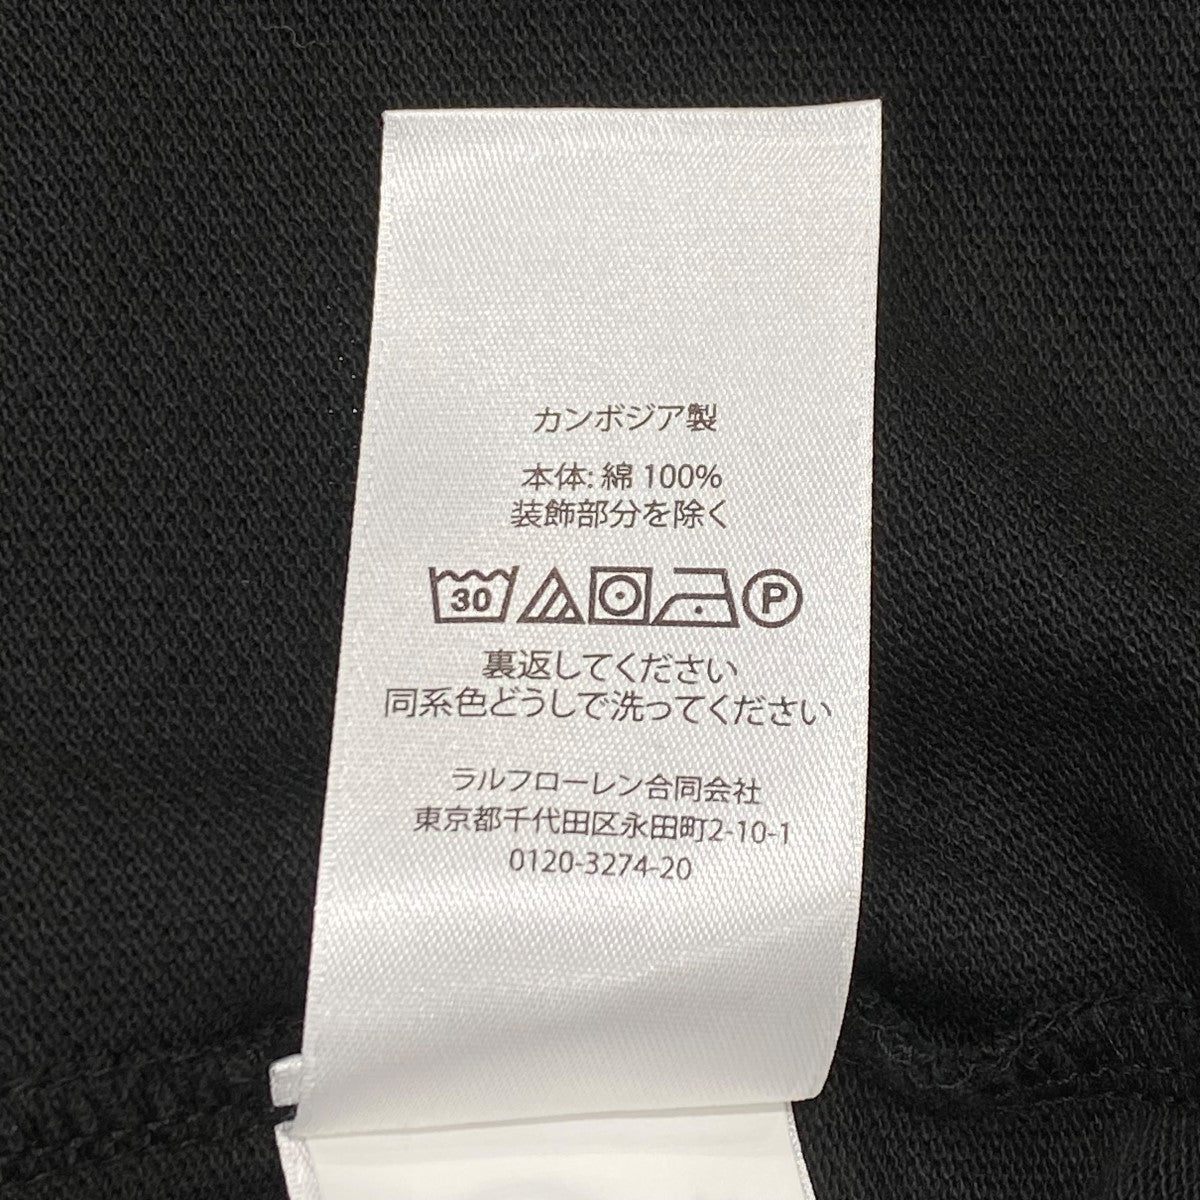 カンボジア製
本体: 綿 100%
装飾部分を除く
30 P
裏返してください
同系色どうしで洗ってください
ラルフローレン合同会社
東京都千代田区永田町2-10-1
0120-3274-20